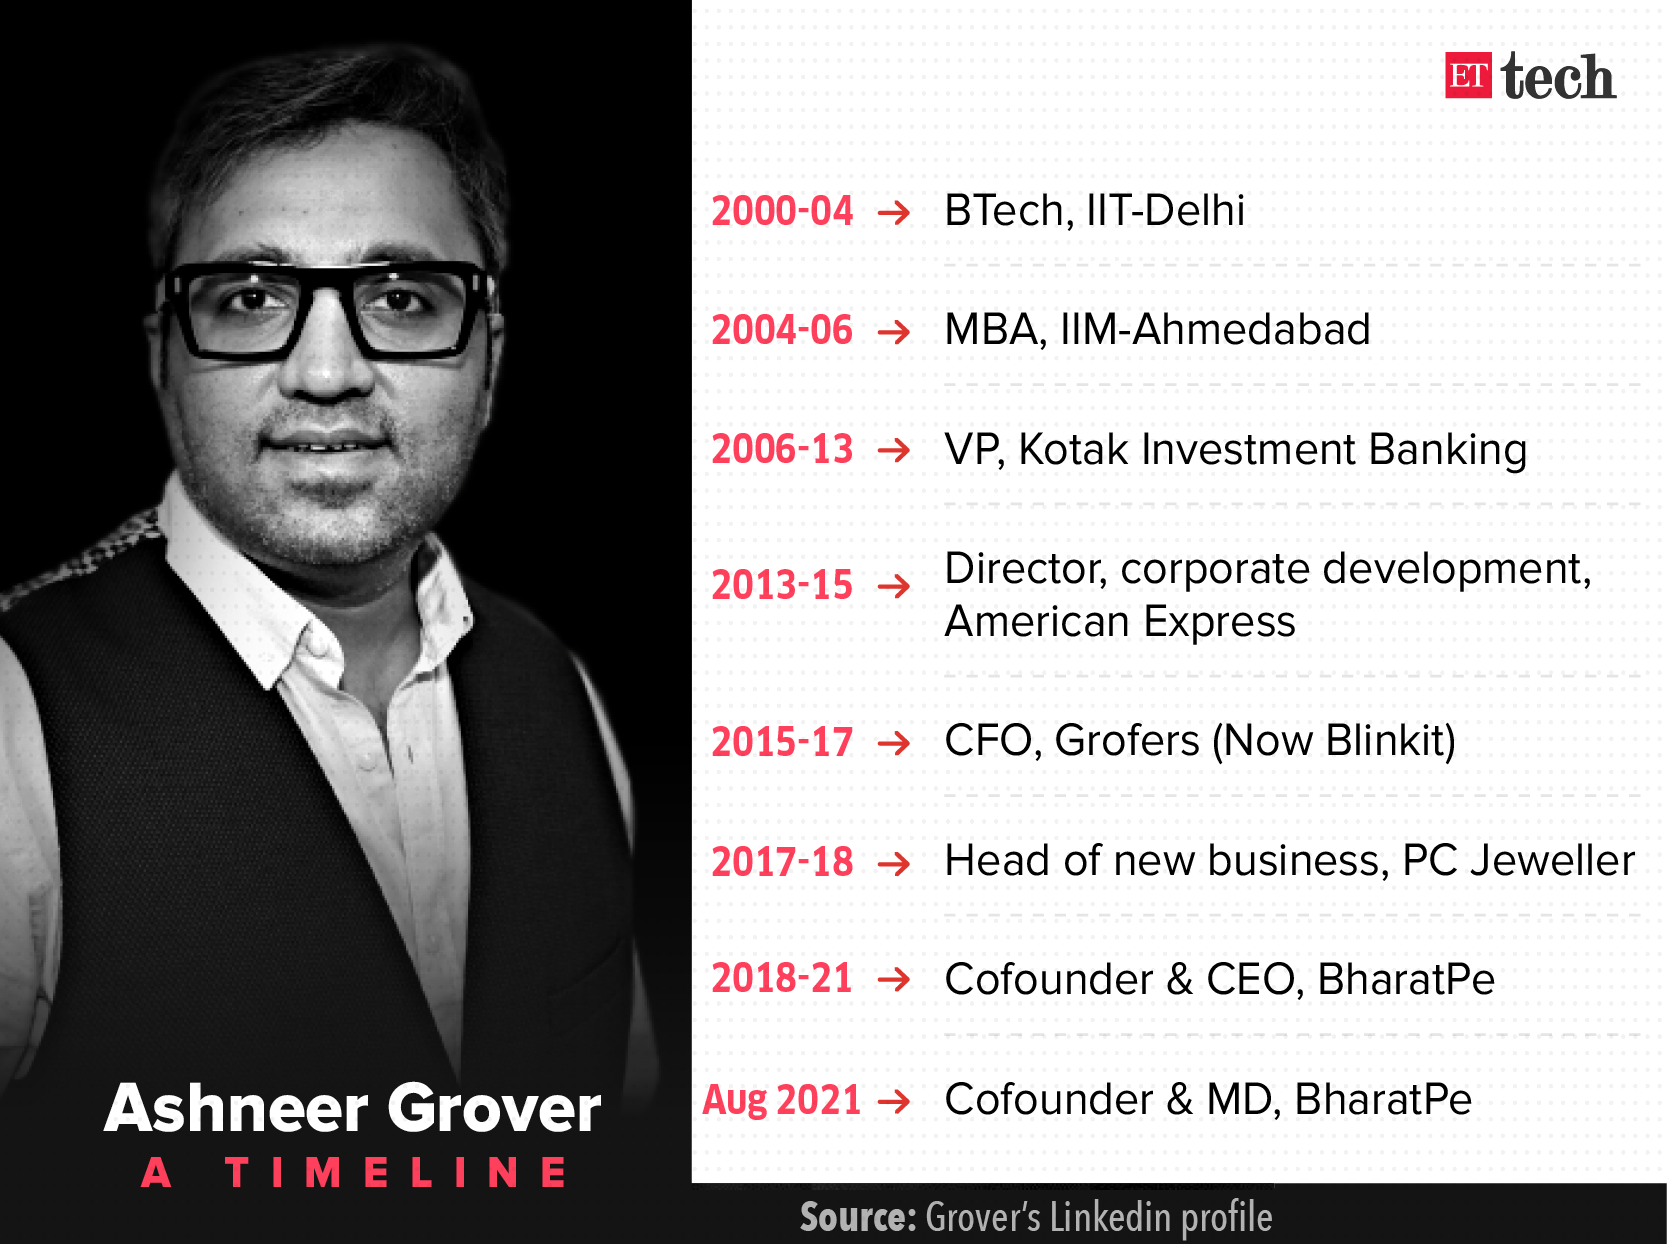 ET tech
2000-04 → BTech, IIT-Delhi
2004-06 → MBA, IIM-Ahmedabad
2006-13 → VP, Kotak Investment Banking
2013-15 → Director, corporate development,
American Express
2015-17 → CFO, Grofers (Now Blinkit)
2017-18 → Head of new business, PC Jeweller
2018-21 → Cofounder & CEO, BharatPe
Aug 2021 → Cofounder & MD, BharatPe
Ashneer Grover
A TIMELINE
Source: Grover's Linkedin profile